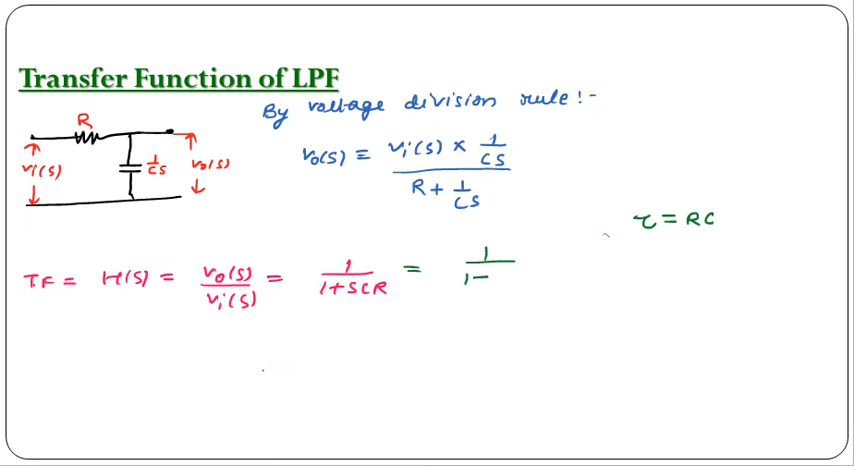 Transfer Function of LPF
By voltage division rule :-
R
Vi(s)
1/CS
Vo(s)
Vo(s) = Vi(s) × 1/CS / R + 1/CS
τ = RC
TF = H(s) = Vo(s)/Vi(s) = 1/1+SCR = 1/1-